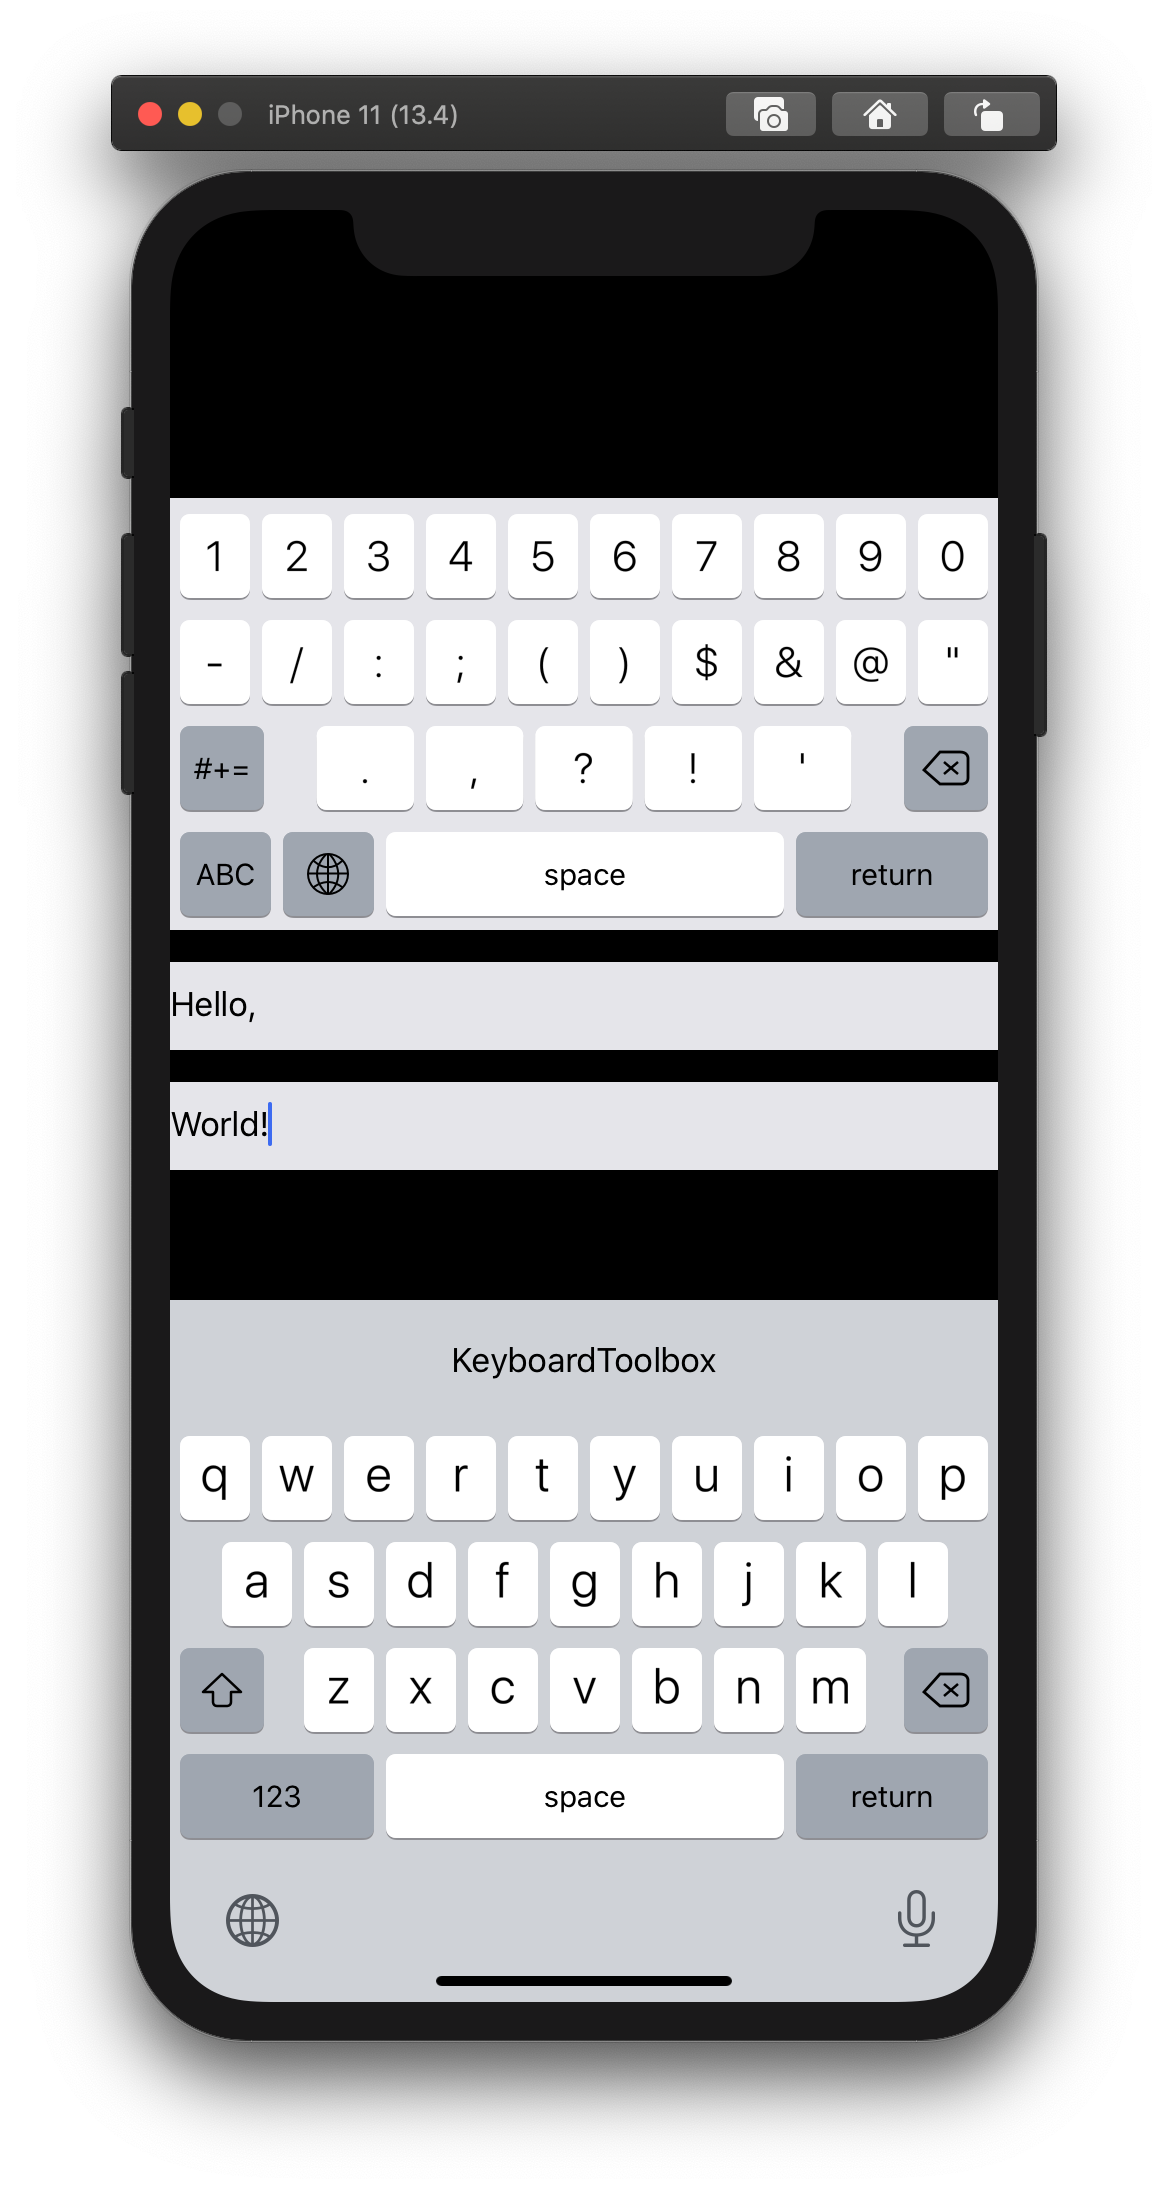 iPhone 11 (13.4)
1 2 3 4 5 6 7 8 9 0
- / : ; ( ) $ & @ "
#+= . , ? ! '
ABC space return
Hello,
World!
KeyboardToolbox
q w e r t y u i o p
a s d f g h j k l
z x c v b n m
123 space return